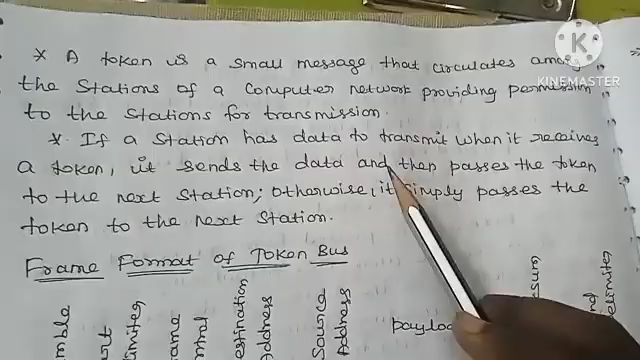 * A token is a small message that circulates among
the stations of a computer network providing permission
to the stations for transmission.
* If a station has data to transmit when it receives
a token, it sends the data and then passes the token
to the next station; otherwise, it simply passes the
token to the next station.
Frame Format of Token Bus
Destination
Address
Source
Address
K
KINEMASTER